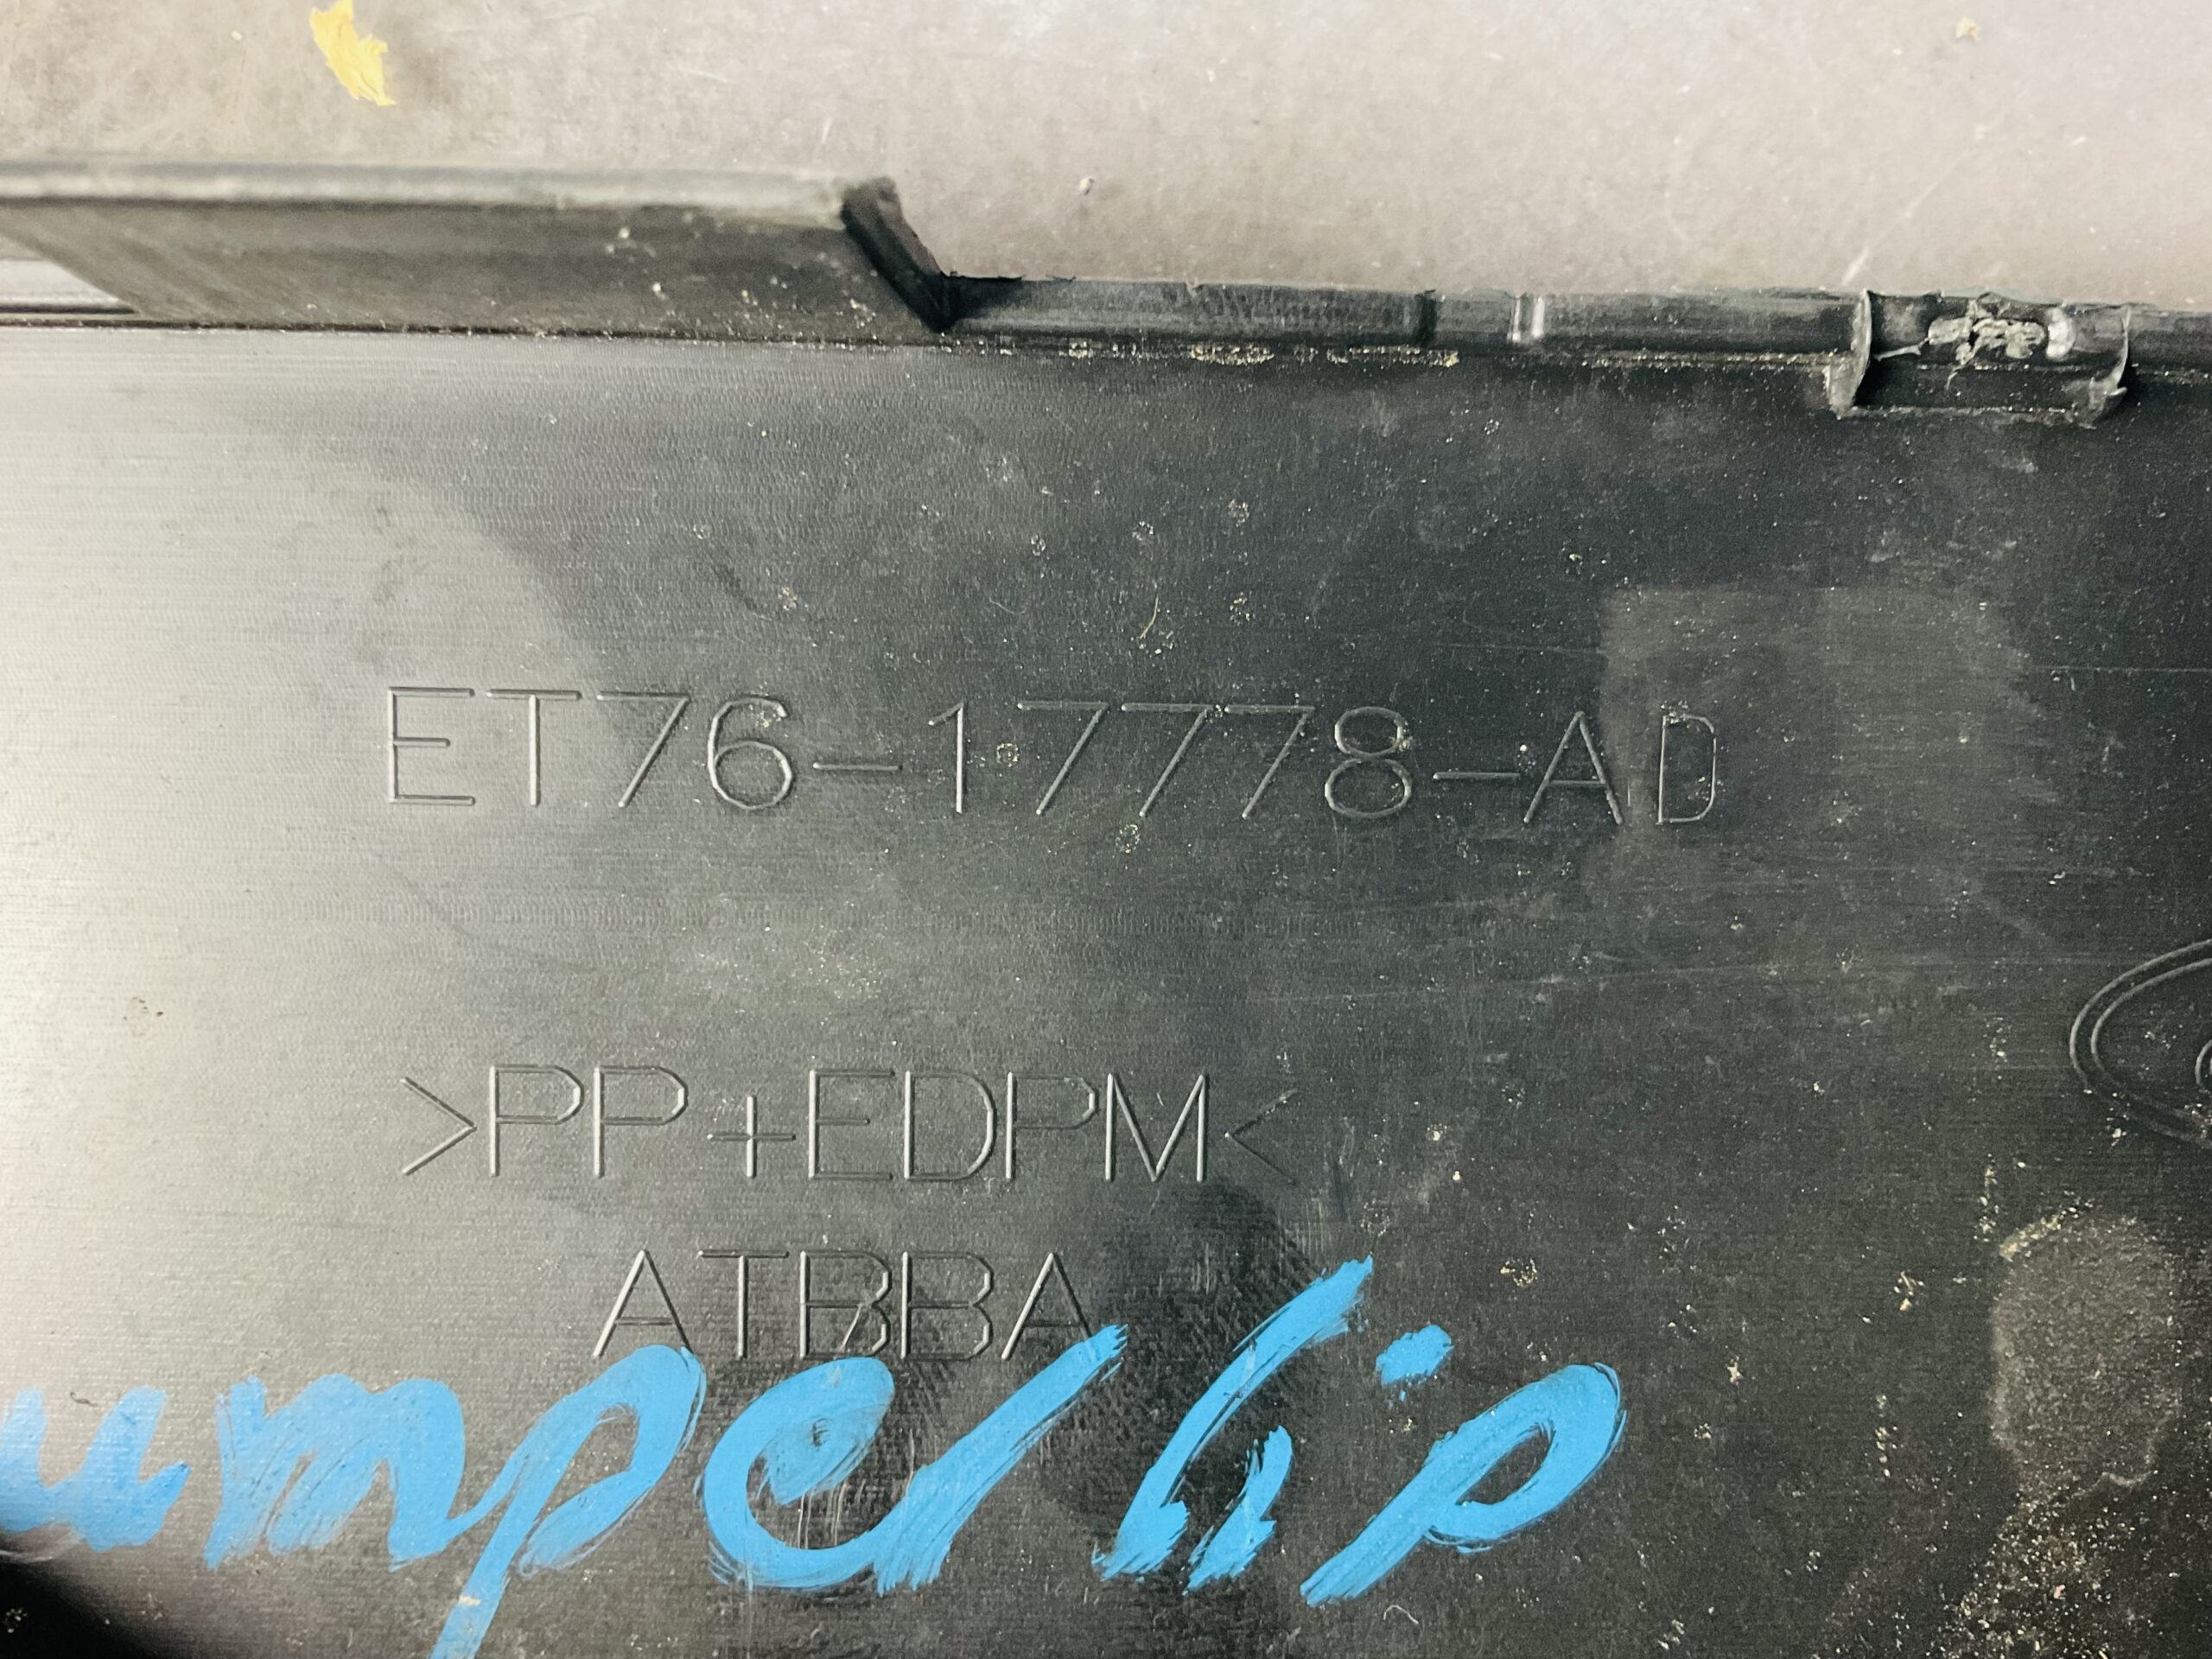 ET76-17778-AD
>PP+EDPM<
ATBBA
umper lip